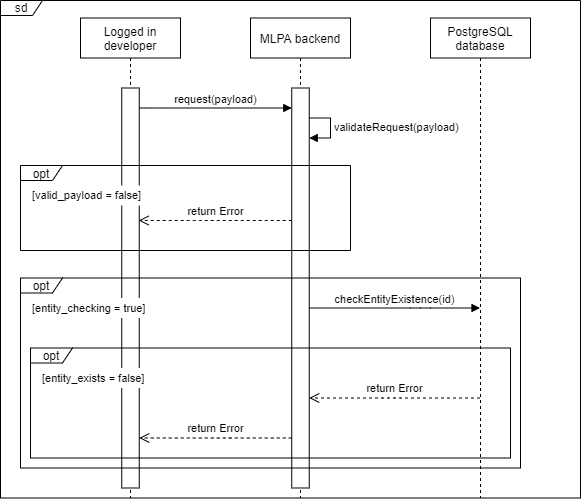 sd
Logged in
developer
MLPA backend
PostgreSQL
database
request(payload)
validateRequest(payload)
opt
[valid_payload = false]
return Error
opt
[entity_checking = true]
checkEntityExistence(id)
opt
[entity_exists = false]
return Error
return Error